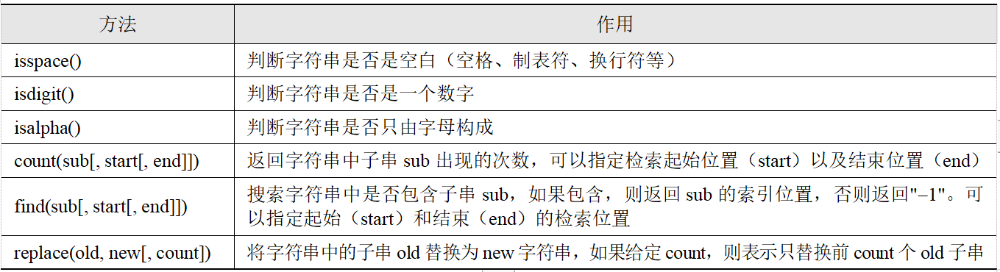 方法 作用
isspace() 判断字符串是否是空白（空格、制表符、换行符等）
isdigit() 判断字符串是否是一个数字
isalpha() 判断字符串是否只由字母构成
count(sub[, start[, end]]) 返回字符串中子串 sub 出现的次数，可以指定检索起始位置（start）以及结束位置（end）
find(sub[, start[, end]]) 搜索字符串中是否包含子串 sub，如果包含，则返回 sub 的索引位置，否则返回"–1"。可
以指定起始（start）和结束（end）的检索位置
replace(old, new[, count]) 将字符串中的子串 old 替换为 new 字符串，如果给定 count，则表示只替换前 count 个 old 子串